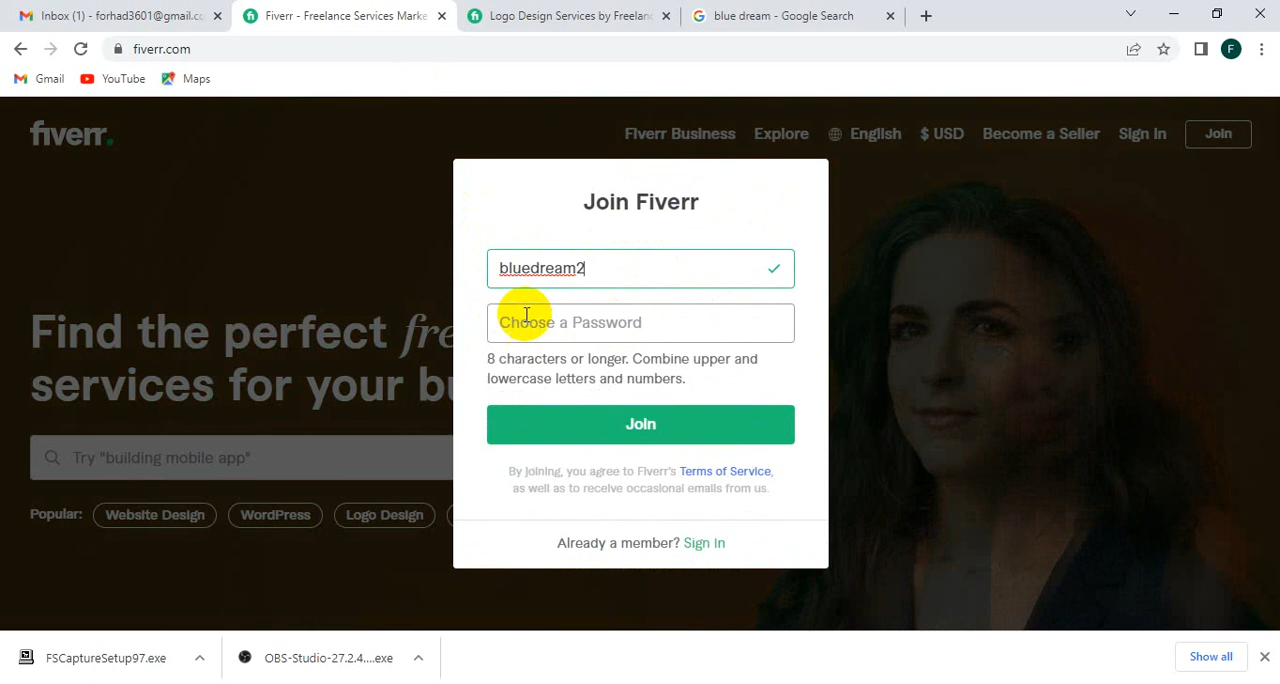 Inbox (1) - forhad3601@gmail.co
Fiverr - Freelance Services Marke
Logo Design Services by Freelanc
blue dream - Google Search
fiverr.com
F
Gmail
YouTube
Maps
fiverr.
Fiverr Business
Explore
English
$ USD
Become a Seller
Sign In
Join
Join Fiverr
bluedream2
Choose a Password
8 characters or longer. Combine upper and
lowercase letters and numbers.
Join
By joining, you agree to Fiverr's Terms of Service,
as well as to receive occasional emails from us.
Already a member? Sign In
Find the perfect fre
services for your bu
Try "building mobile app"
Popular:
Website Design
WordPress
Logo Design
FSCaptureSetup97.exe
OBS-Studio-27.2.4....exe
Show all